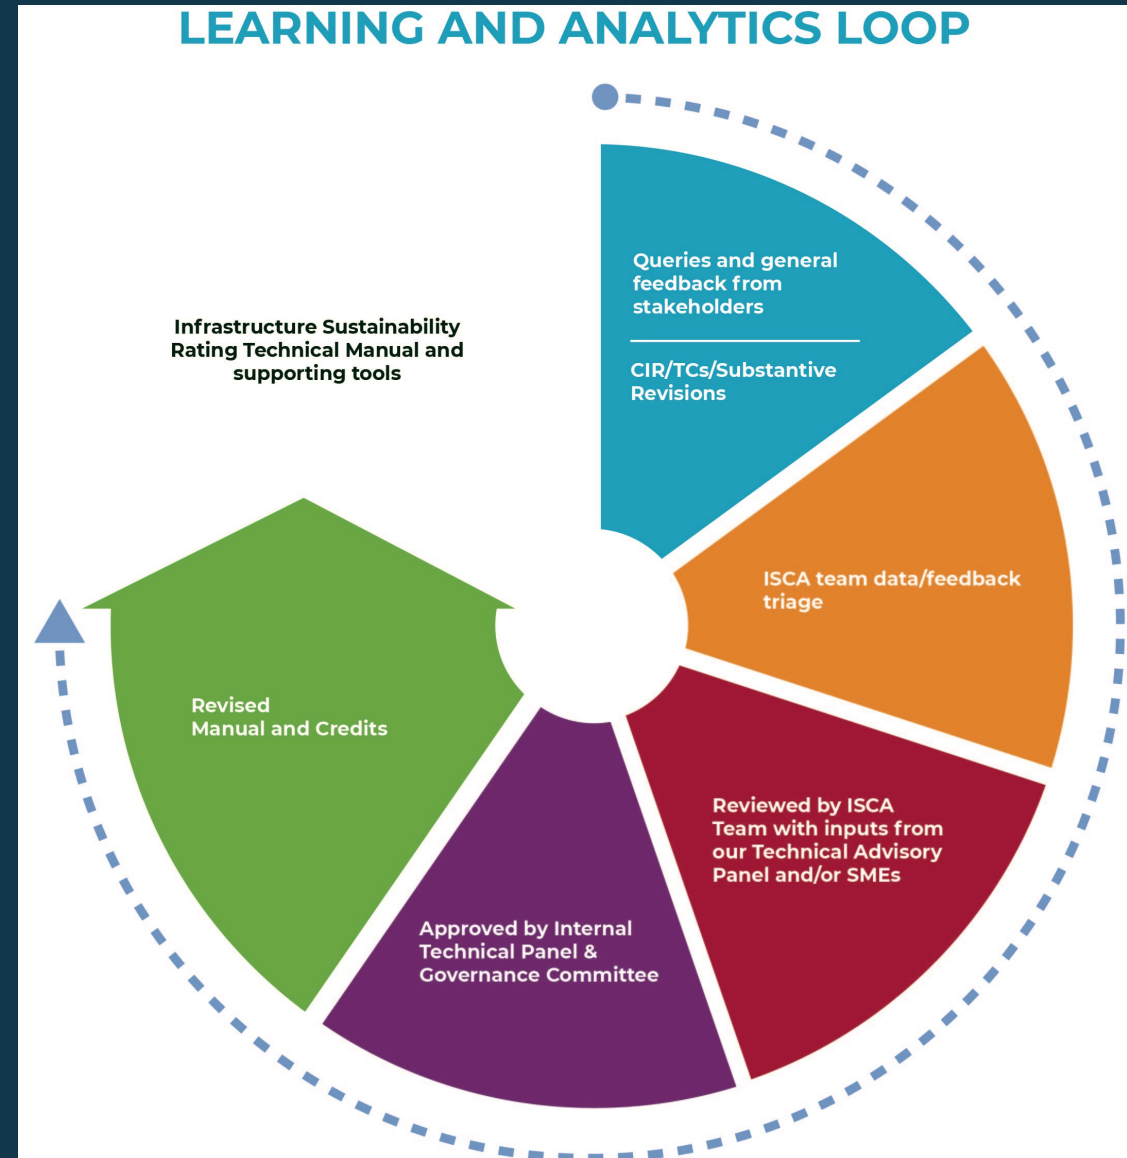 LEARNING AND ANALYTICS LOOP
Queries and general
feedback from
stakeholders
CIR/TCs/Substantive
Revisions
ISCA team data/feedback
triage
Reviewed by ISCA
Team with inputs from
our Technical Advisory
Panel and/or SMEs
Approved by Internal
Technical Panel &
Governance Committee
Revised
Manual and Credits
Infrastructure Sustainability
Rating Technical Manual and
supporting tools